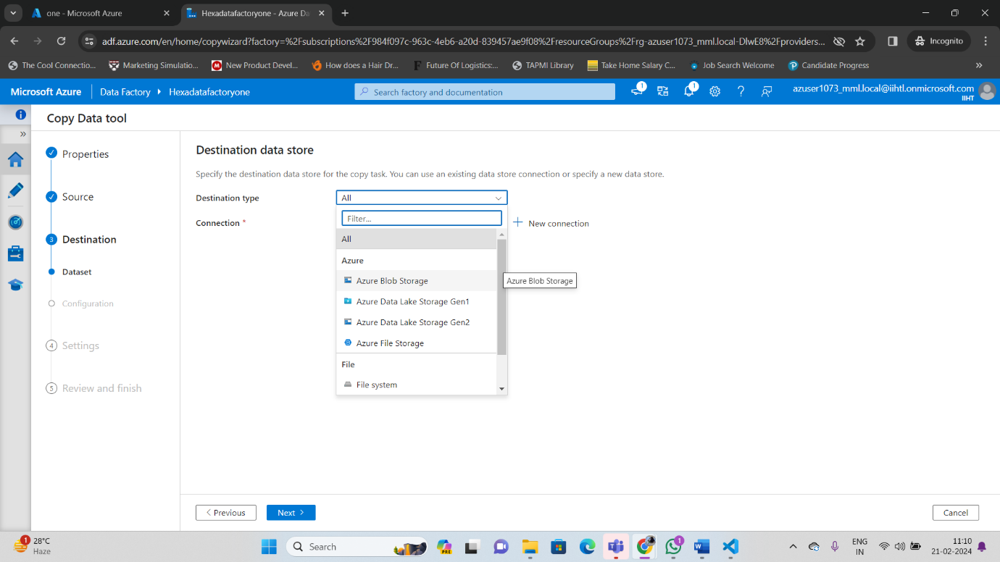 one - Microsoft Azure
Hexadatafactoryone - Azure Da
adf.azure.com/en/home/copywizard?factory=%2Fsubscriptions%2F984f097c-963c-4eb6-a20d-839457ae9f08%2FresourceGroups%2Frg-azuser1073_mml.local-DlwE8%2Fproviders...
Incognito
The Cool Connectio...
Marketing Simulatio...
New Product Devel...
How does a Hair Dr...
Future Of Logistics:...
TAPMI Library
Take Home Salary C...
Job Search Welcome
Candidate Progress
Microsoft Azure
Data Factory
Hexadatafactoryone
Search factory and documentation
1
1
azuser1073_mml.local@iihtl.onmicrosoft.com
IIHT
Copy Data tool
Properties
Source
3 Destination
Dataset
Configuration
4 Settings
5 Review and finish
Destination data store
Specify the destination data store for the copy task. You can use an existing data store connection or specify a new data store.
Destination type
All
Connection *
Filter...
New connection
All
Azure
Azure Blob Storage
Azure Blob Storage
Azure Data Lake Storage Gen1
Azure Data Lake Storage Gen2
Azure File Storage
File
File system
Previous
Next
Cancel
1
28°C
Haze
Search
PRE
1
ENG
IN
11:10
21-02-2024